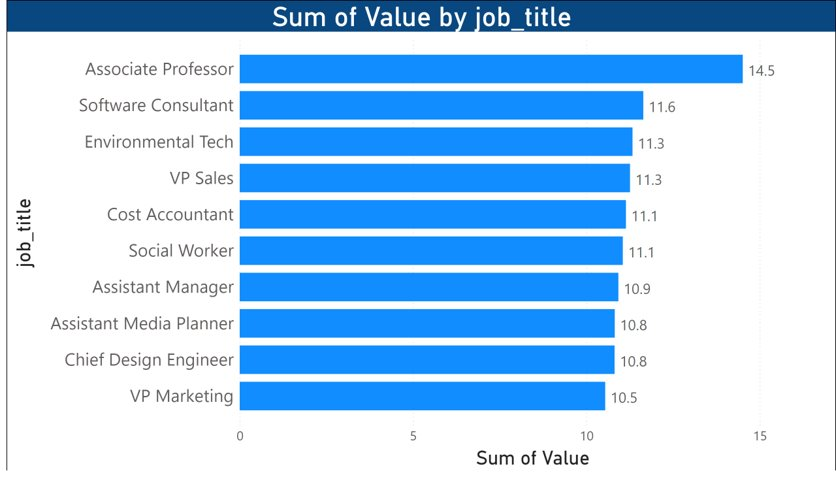 Sum of Value by job_title
job_title
Associate Professor 14.5
Software Consultant 11.6
Environmental Tech 11.3
VP Sales 11.3
Cost Accountant 11.1
Social Worker 11.1
Assistant Manager 10.9
Assistant Media Planner 10.8
Chief Design Engineer 10.8
VP Marketing 10.5
0 5 10 15
Sum of Value